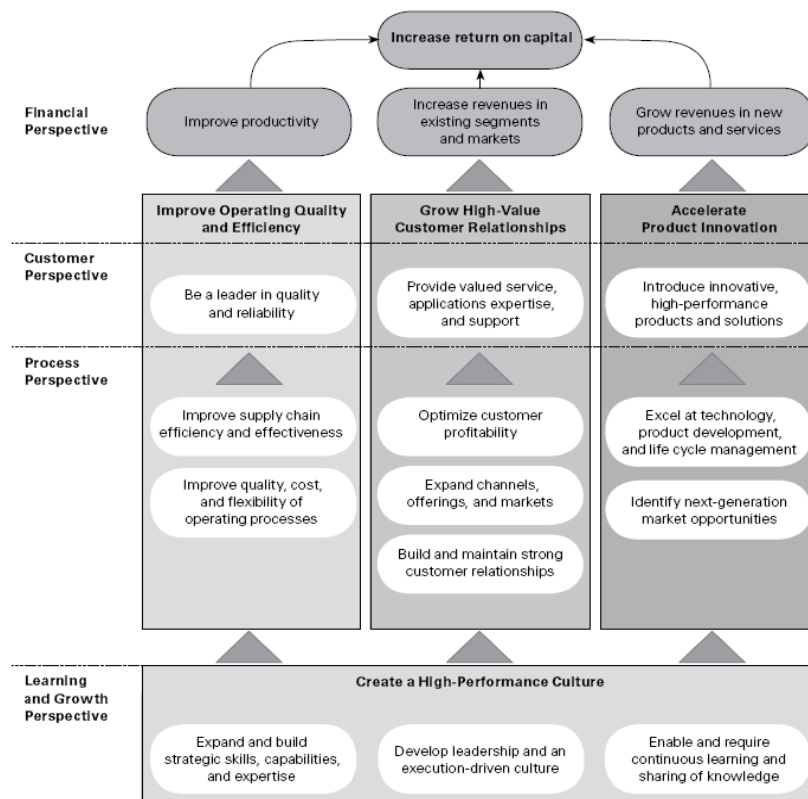 Increase return on capital
Financial
Perspective
Improve productivity
Increase revenues in
existing segments
and markets
Grow revenues in new
products and services
Improve Operating Quality
and Efficiency
Grow High-Value
Customer Relationships
Accelerate
Product Innovation
Customer
Perspective
Be a leader in quality
and reliability
Provide valued service,
applications expertise,
and support
Introduce innovative,
high-performance
products and solutions
Process
Perspective
Improve supply chain
efficiency and effectiveness
Improve quality, cost,
and flexibility of
operating processes
Optimize customer
profitability
Expand channels,
offerings, and markets
Build and maintain strong
customer relationships
Excel at technology,
product development,
and life cycle management
Identify next-generation
market opportunities
Learning
and Growth
Perspective
Create a High-Performance Culture
Expand and build
strategic skills, capabilities,
and expertise
Develop leadership and an
execution-driven culture
Enable and require
continuous learning and
sharing of knowledge